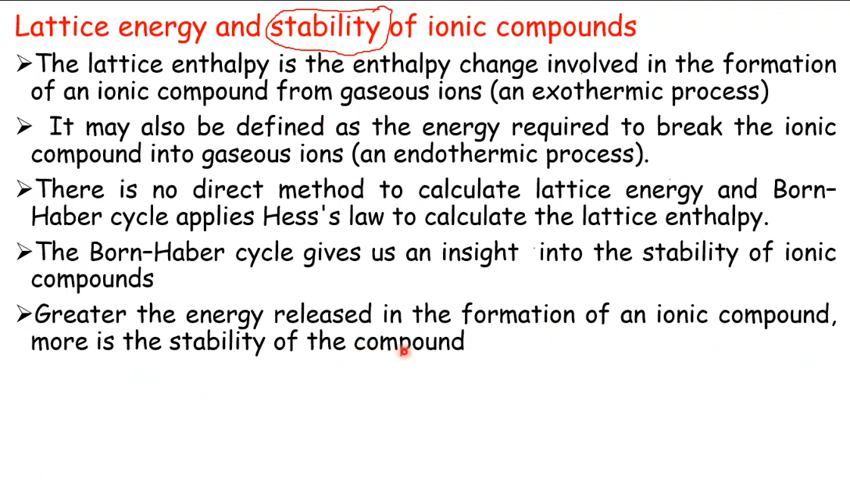 Lattice energy and stability of ionic compounds
➢The lattice enthalpy is the enthalpy change involved in the formation
of an ionic compound from gaseous ions (an exothermic process)
➢ It may also be defined as the energy required to break the ionic
compound into gaseous ions (an endothermic process).
➢There is no direct method to calculate lattice energy and Born–
Haber cycle applies Hess's law to calculate the lattice enthalpy.
➢The Born–Haber cycle gives us an insight into the stability of ionic
compounds
➢Greater the energy released in the formation of an ionic compound,
more is the stability of the compound